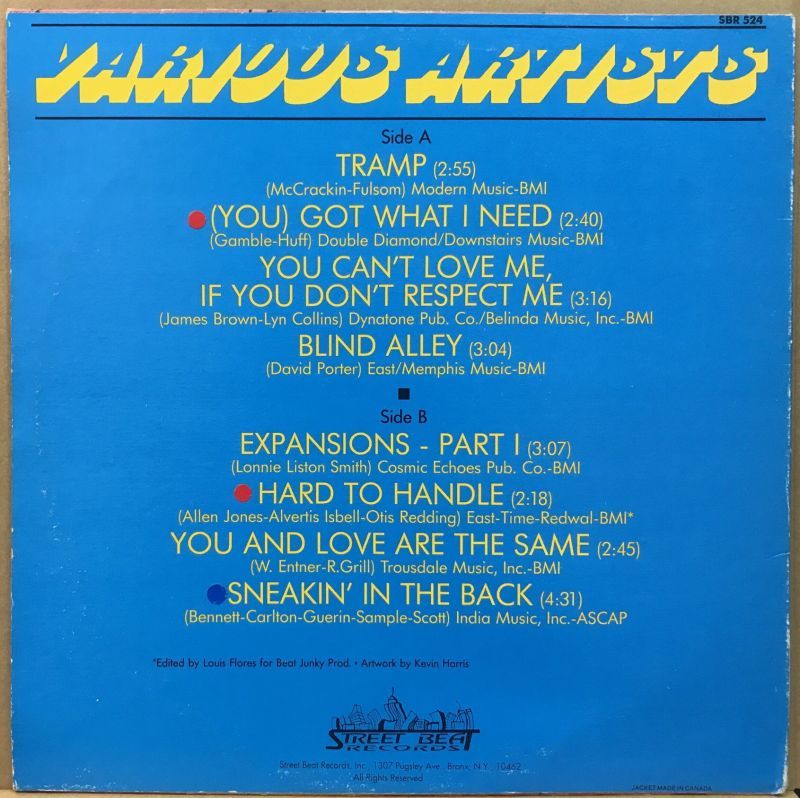 SBR 524
VARIOUS ARTISTS
Side A
TRAMP (2:55)
(McCrackin-Fulsom) Modern Music-BMI
(YOU) GOT WHAT I NEED (2:40)
(Gamble-Huff) Double Diamond/Downstairs Music-BMI
YOU CAN'T LOVE ME,
IF YOU DON'T RESPECT ME (3:16)
(James Brown-Lyn Collins) Dynatone Pub. Co./Belinda Music, Inc.-BMI
BLIND ALLEY (3:04)
(David Porter) East/Memphis Music-BMI
Side B
EXPANSIONS - PART I (3:07)
(Lonnie Liston Smith) Cosmic Echoes Pub. Co.-BMI
HARD TO HANDLE (2:18)
(Allen Jones-Alvertis Isbell-Otis Redding) East-Time-Redwal-BMI*
YOU AND LOVE ARE THE SAME (2:45)
(W. Entner-R.Grill) Trousdale Music, Inc.-BMI
SNEAKIN' IN THE BACK (4:31)
(Bennett-Carlton-Guerin-Sample-Scott) India Music, Inc.-ASCAP
*Edited by Louis Flores for Beat Junky Prod. • Artwork by Kevin Harris
STREET BEAT
RECORDS
Street Beat Records, Inc., 1307 Pugsley Ave., Bronx, N.Y., 10462
All Rights Reserved
JACKET MADE IN CANADA